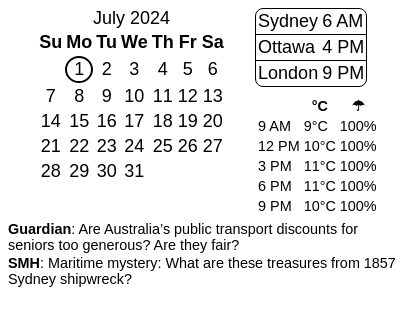 July 2024
Su Mo Tu We Th Fr Sa
1 2 3 4 5 6
7 8 9 10 11 12 13
14 15 16 17 18 19 20
21 22 23 24 25 26 27
28 29 30 31
Sydney 6 AM
Ottawa 4 PM
London 9 PM
°C ☂
9 AM 9°C 100%
12 PM 10°C 100%
3 PM 11°C 100%
6 PM 11°C 100%
9 PM 10°C 100%
Guardian: Are Australia’s public transport discounts for
seniors too generous? Are they fair?
SMH: Maritime mystery: What are these treasures from 1857
Sydney shipwreck?